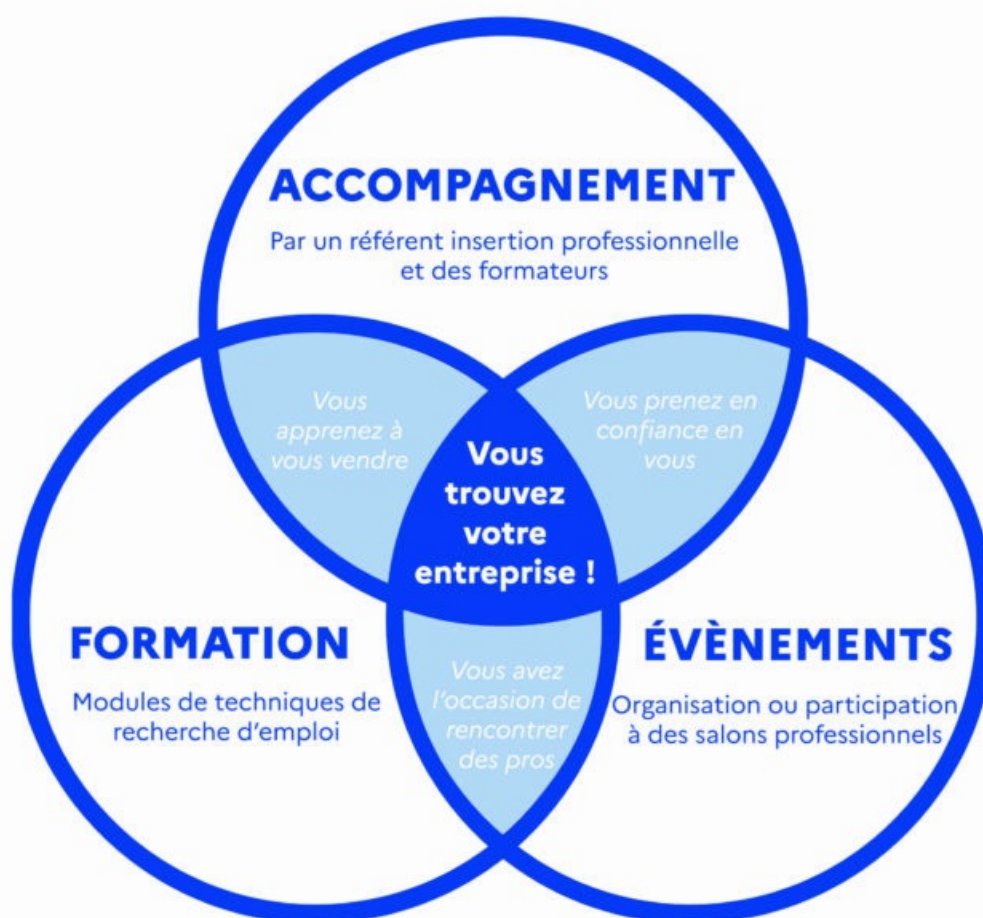 ACCOMPAGNEMENT
Par un référent insertion professionnelle
et des formateurs
Vous
apprenez à
vous vendre
Vous prenez en
confiance en
vous
Vous
trouvez
votre
entreprise !
FORMATION
Modules de techniques de
recherche d'emploi
Vous avez
l'occasion de
rencontrer
des pros
ÉVÈNEMENTS
Organisation ou participation
à des salons professionnels